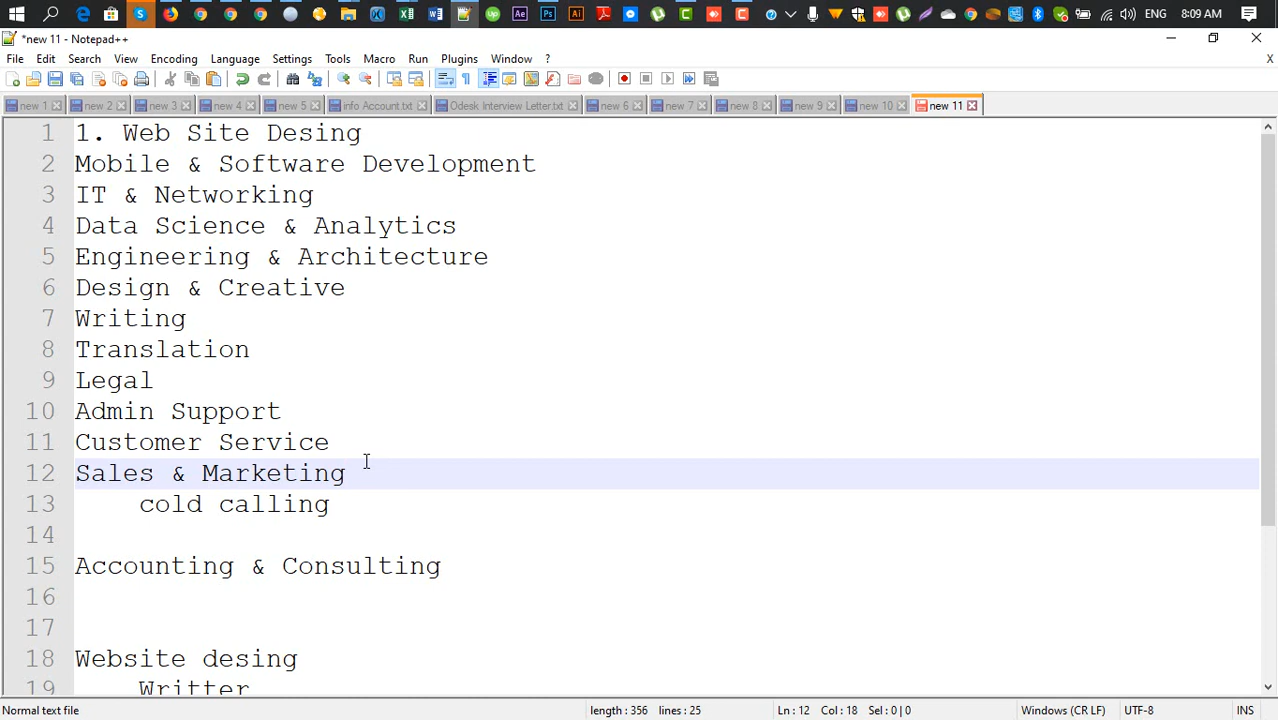 ENG
8:09 AM
*new 11 - Notepad++
File Edit Search View Encoding Language Settings Tools Macro Run Plugins Window ? X
new 1 new 2 new 3 new 4 new 5 info Account.txt Odesk Interview Letter.txt new 6 new 7 new 8 new 9 new 10 new 11
1 1. Web Site Desing
2 Mobile & Software Development
3 IT & Networking
4 Data Science & Analytics
5 Engineering & Architecture
6 Design & Creative
7 Writing
8 Translation
9 Legal
10 Admin Support
11 Customer Service
12 Sales & Marketing
13 cold calling
14
15 Accounting & Consulting
16
17
18 Website desing
19 Writter
Normal text file length : 356 lines : 25 Ln : 12 Col : 18 Sel : 0 | 0 Windows (CR LF) UTF-8 INS